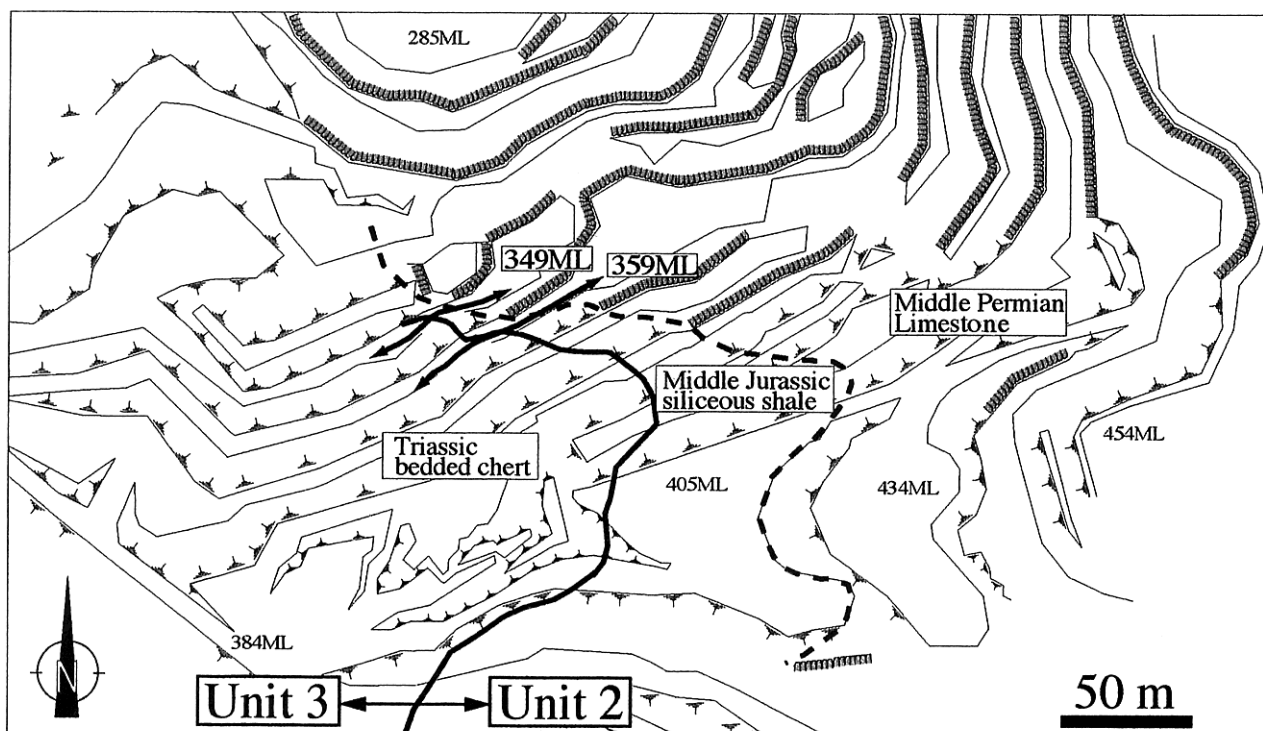 285ML
349ML
359ML
Middle Permian
Limestone
Middle Jurassic
siliceous shale
Triassic
bedded chert
454ML
405ML
434ML
384ML
N
Unit 3
Unit 2
50 m